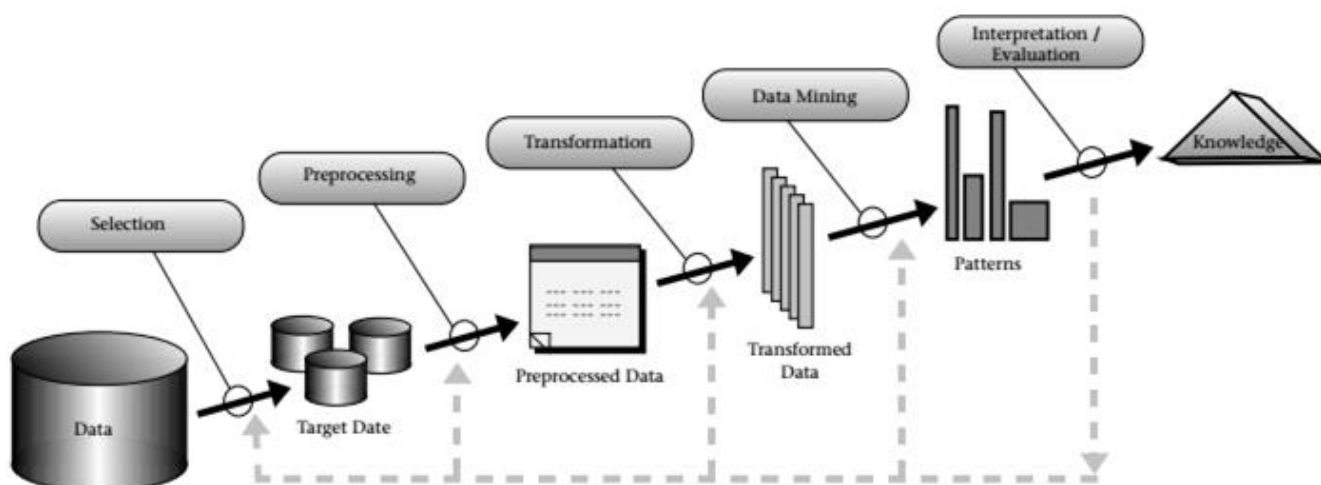 Interpretation /
Evaluation
Data Mining
Knowledge
Transformation
Preprocessing
Selection
Patterns
Transformed
Data
Preprocessed Data
Target Date
Data